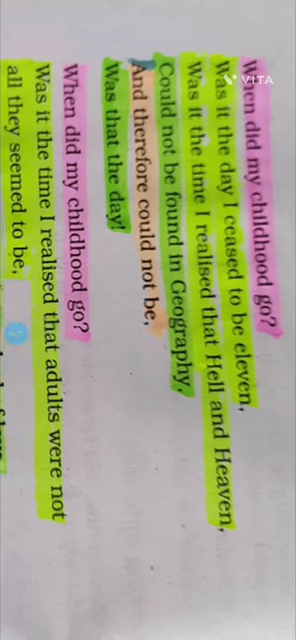 When did my childhood go?
Was it the day I ceased to be eleven,
Was it the time I realised that Hell and Heaven,
Could not be found in Geography,
And therefore could not be,
Was that the day!
When did my childhood go?
Was it the time I realised that adults were not
all they seemed to be,
VITA